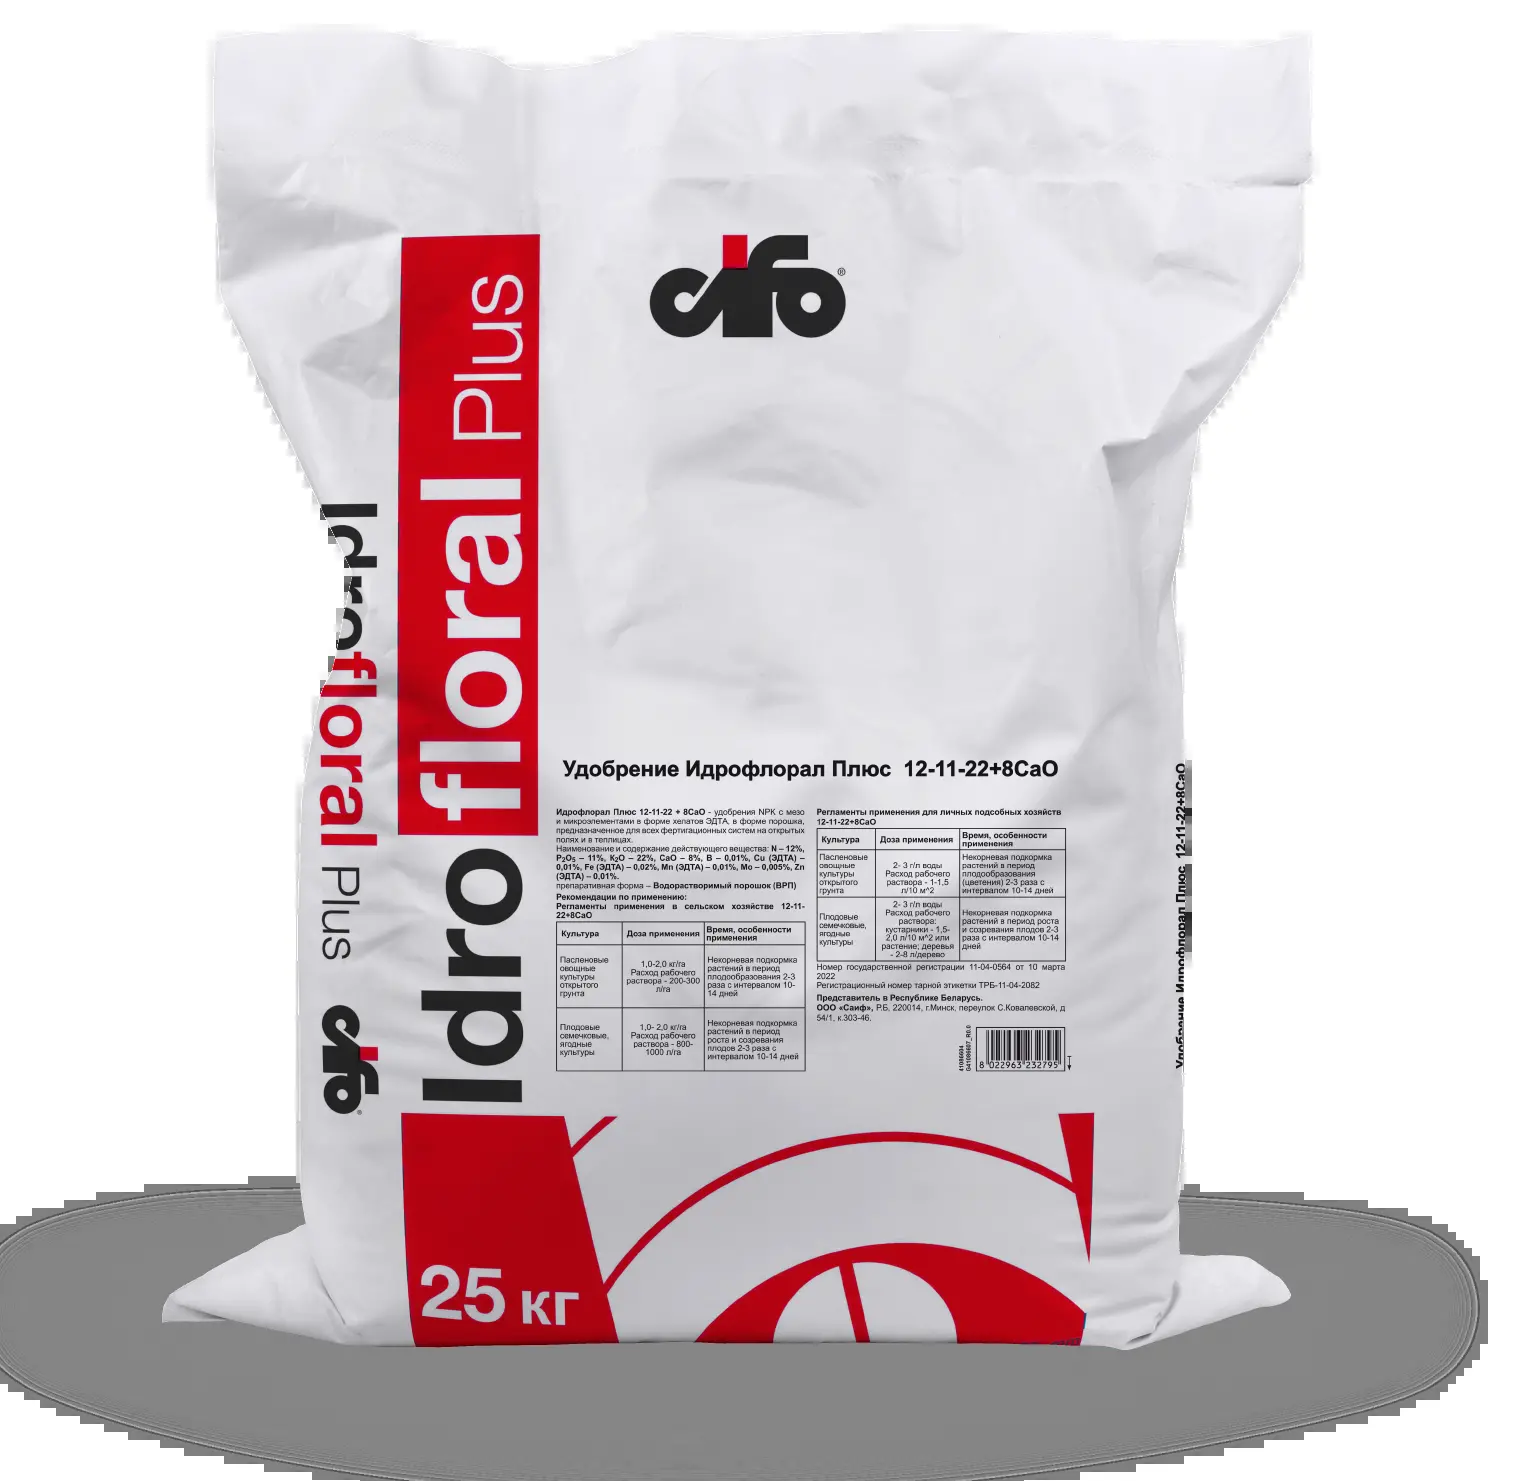 cifo®
Idrofloral Plus
Idrofloral Plus
cifo®
Удобрение Идрофлорал Плюс 12-11-22+8CaO
Идрофлорал Плюс 12-11-22 + 8CaO - удобрения NPK с мезо
и микроэлементами в форме хелатов ЭДТА, в форме порошка,
предназначенное для всех фертигационных систем на открытых
полях и в теплицах.
Наименование и содержание действующего вещества: N – 12%,
P₂O₅ – 11%, K₂O – 22%, CaO – 8%, B – 0,01%, Cu (ЭДТА) –
0,01%, Fe (ЭДТА) – 0,02%, Mn (ЭДТА) – 0,01%, Mo – 0,005%, Zn
(ЭДТА) – 0,01%.
препаративная форма – Водорастворимый порошок (ВРП)
Рекомендации по применению:
Регламенты применения в сельском хозяйстве 12-11-
22+8CaO
Культура
Доза применения
Время, особенности
применения
Пасленовые
овощные
культуры
открытого
грунта
1,0-2,0 кг/га
Расход рабочего
раствора - 200-300
л/га
Некорневая подкормка
растений в период
плодообразования 2-3
раза с интервалом 10-
14 дней
Плодовые
семечковые,
ягодные
культуры
1,0- 2,0 кг/га
Расход рабочего
раствора - 800-
1000 л/га
Некорневая подкормка
растений в период
роста и созревания
плодов 2-3 раза с
интервалом 10-14 дней
Регламенты применения для личных подсобных хозяйств
12-11-22+8CaO
Культура
Доза применения
Время, особенности
применения
Пасленовые
овощные
культуры
открытого
грунта
2- 3 г/л воды
Расход рабочего
раствора - 1-1,5
л/10 м^2
Некорневая подкормка
растений в период
плодообразования
(цветения) 2-3 раза с
интервалом 10-14 дней
Плодовые
семечковые,
ягодные
культуры
2- 3 г/л воды
Расход рабочего
раствора:
кустарники - 1,5-
2,0 л/10 м^2 или
растение; деревья
- 2-8 л/дерево
Некорневая подкормка
растений в период роста
и созревания плодов 2-3
раза с интервалом 10-14
дней
Номер государственной регистрации 11-04-0564 от 10 марта
2022
Регистрационный номер тарной этикетки ТРБ-11-04-2082
Представитель в Республике Беларусь.
ООО «Саиф», Р.Б, 220014, г.Минск, переулок С.Ковалевской, д
54/1, к.303-46.
41086604
G41086607_R0.0
8 022963 232795
Удобрение Идрофлорал Плюс 12-11-22+8CaO
25 кг